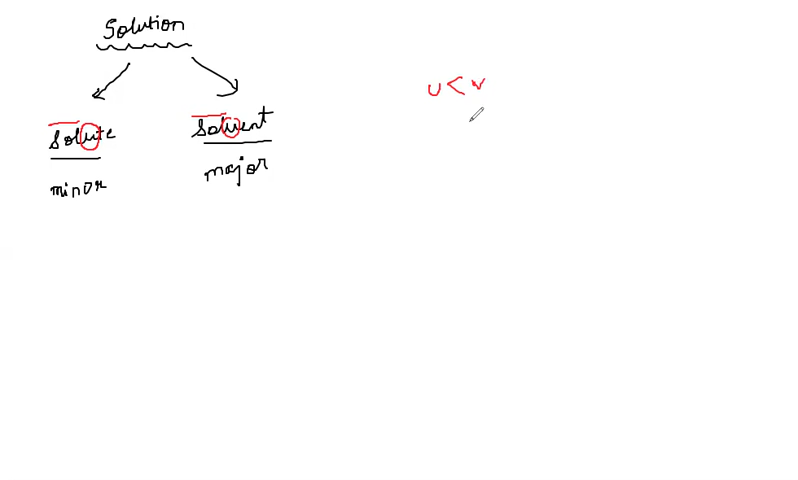 Solution
Solute
Solvent
minor
major
u < v